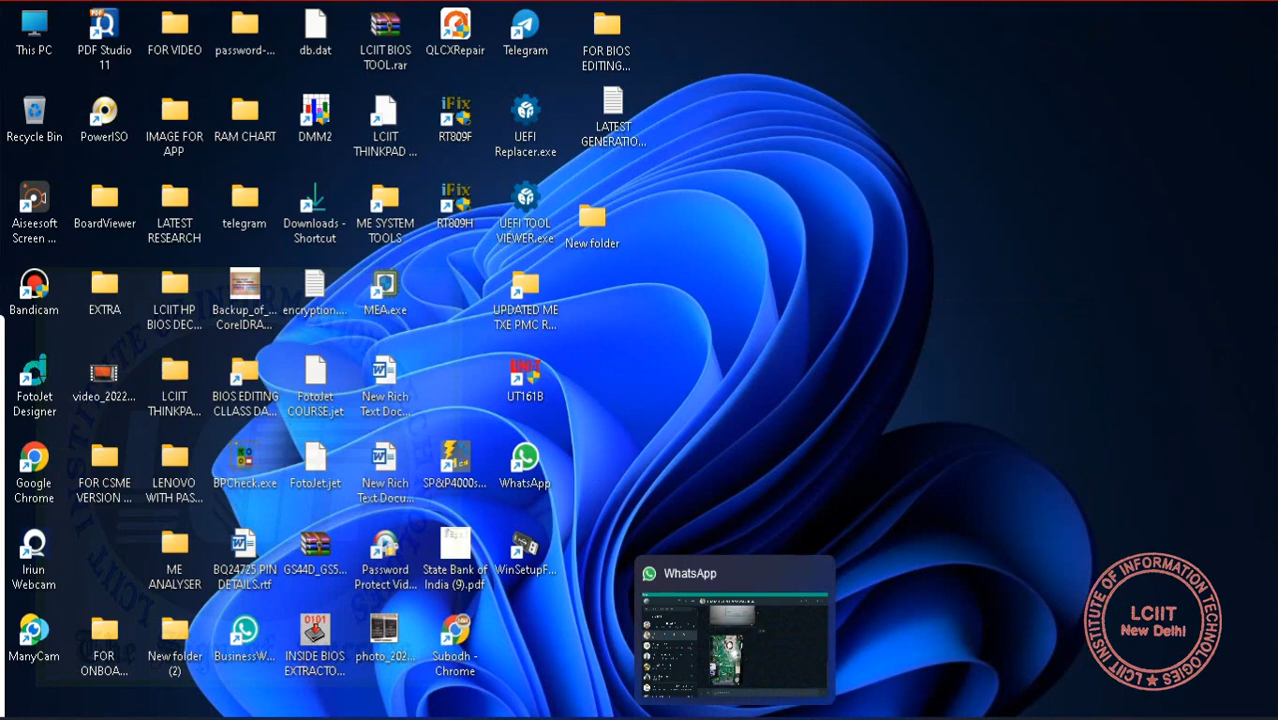 This PC
PDF Studio
11
FOR VIDEO
password-...
db.dat
LCIIT BIOS
TOOL.rar
QLCXRepair
Telegram
FOR BIOS
EDITING...
Recycle Bin
PowerISO
IMAGE FOR
APP
RAM CHART
DMM2
LCIIT
THINKPAD ...
iFix
RT809F
UEFI
Replacer.exe
LATEST
GENERATIO...
Aiseesoft
Screen ...
BoardViewer
LATEST
RESEARCH
telegram
Downloads -
Shortcut
ME SYSTEM
TOOLS
iFix
RT809H
UEFI TOOL
VIEWER.exe
New folder
Bandicam
EXTRA
LCIIT HP
BIOS DEC...
Backup_of_...
CorelDRA...
encryption....
MEA.exe
UPDATED ME
TXE PMC R...
FotoJet
Designer
video_2022...
LCIIT
THINKPA...
BIOS EDITING
CLLASS DA...
FotoJet
COURSE.jet
New Rich
Text Doc...
UNI-T
UT161B
Google
Chrome
FOR CSME
VERSION ...
LENOVO
WITH PAS...
BPCheck.exe
FotoJet.jet
New Rich
Text Docu...
SP&P4000s...
WhatsApp
Iriun
Webcam
ME
ANALYSER
BQ24725 PIN
DETAILS.rtf
GS44D_GS5...
Password
Protect Vid...
State Bank of
India (9).pdf
WinSetupF...
WhatsApp
ManyCam
FOR
ONBOA...
New folder
(2)
BusinessW...
0101
INSIDE BIOS
EXTRACTO...
photo_202...
Subodh -
Chrome
INSTITUTE OF INFORMATION TECHNOLOGIES
LCIIT
New Delhi
LCIIT